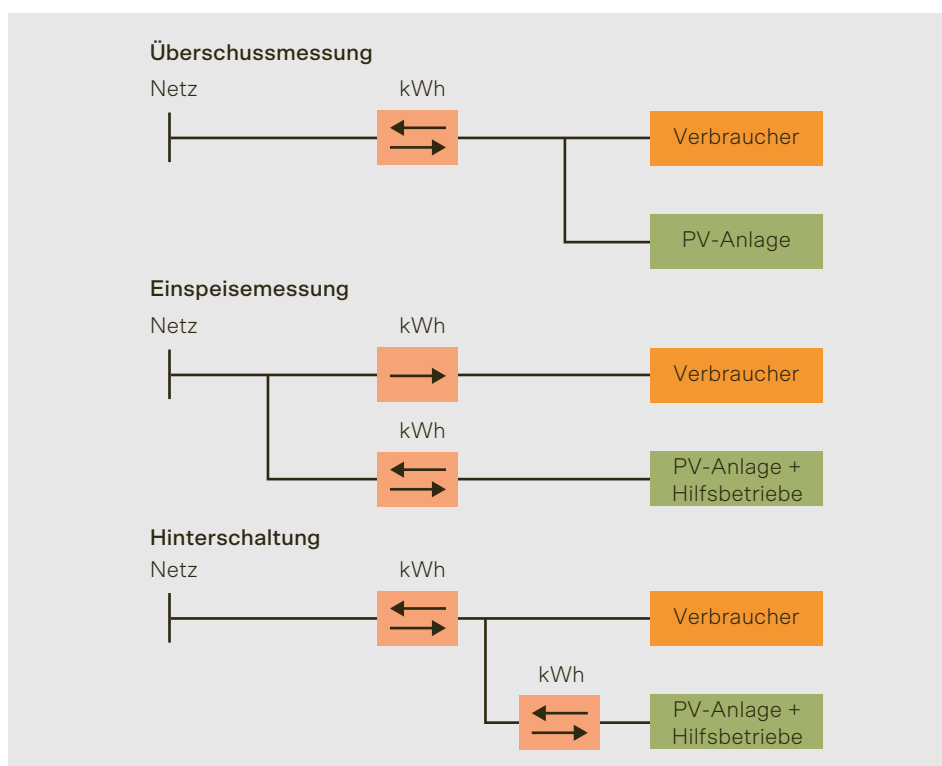 Überschussmessung
Netz
kWh
Verbraucher
PV-Anlage
Einspeisemessung
Netz
kWh
Verbraucher
kWh
PV-Anlage +
Hilfsbetriebe
Hinterschaltung
Netz
kWh
Verbraucher
kWh
PV-Anlage +
Hilfsbetriebe